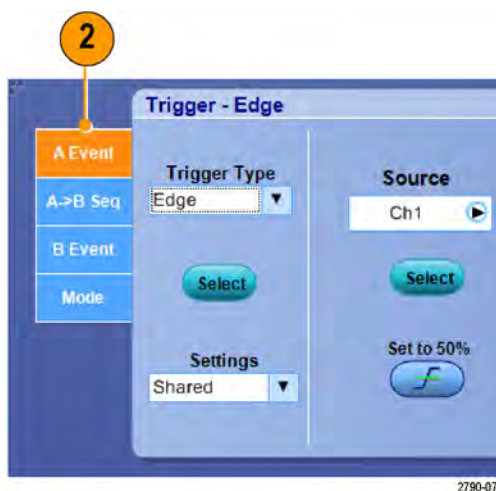 2
Trigger - Edge
A Event
A->B Seq
B Event
Mode
Trigger Type
Edge
Select
Settings
Shared
Source
Ch1
Select
Set to 50%
2790-07